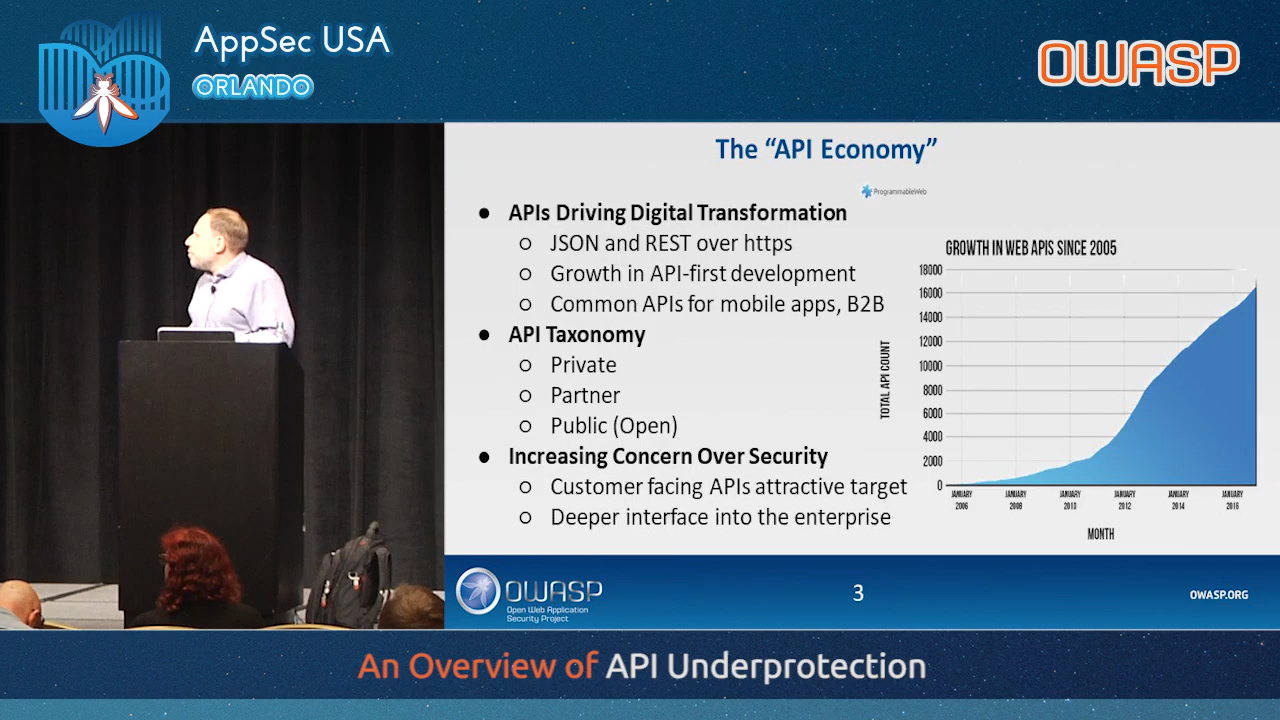 AppSec USA
ORLANDO
OWASP
The “API Economy”
ProgrammableWeb
● APIs Driving Digital Transformation
○ JSON and REST over https
○ Growth in API-first development
○ Common APIs for mobile apps, B2B
● API Taxonomy
○ Private
○ Partner
○ Public (Open)
● Increasing Concern Over Security
○ Customer facing APIs attractive target
○ Deeper interface into the enterprise
GROWTH IN WEB APIS SINCE 2005
TOTAL API COUNT
18000
16000
14000
12000
10000
8000
6000
4000
2000
0
JANUARY 2006
JANUARY 2008
JANUARY 2010
JANUARY 2012
JANUARY 2014
JANUARY 2016
MONTH
OWASP
Open Web Application
Security Project
3
OWASP.ORG
An Overview of API Underprotection